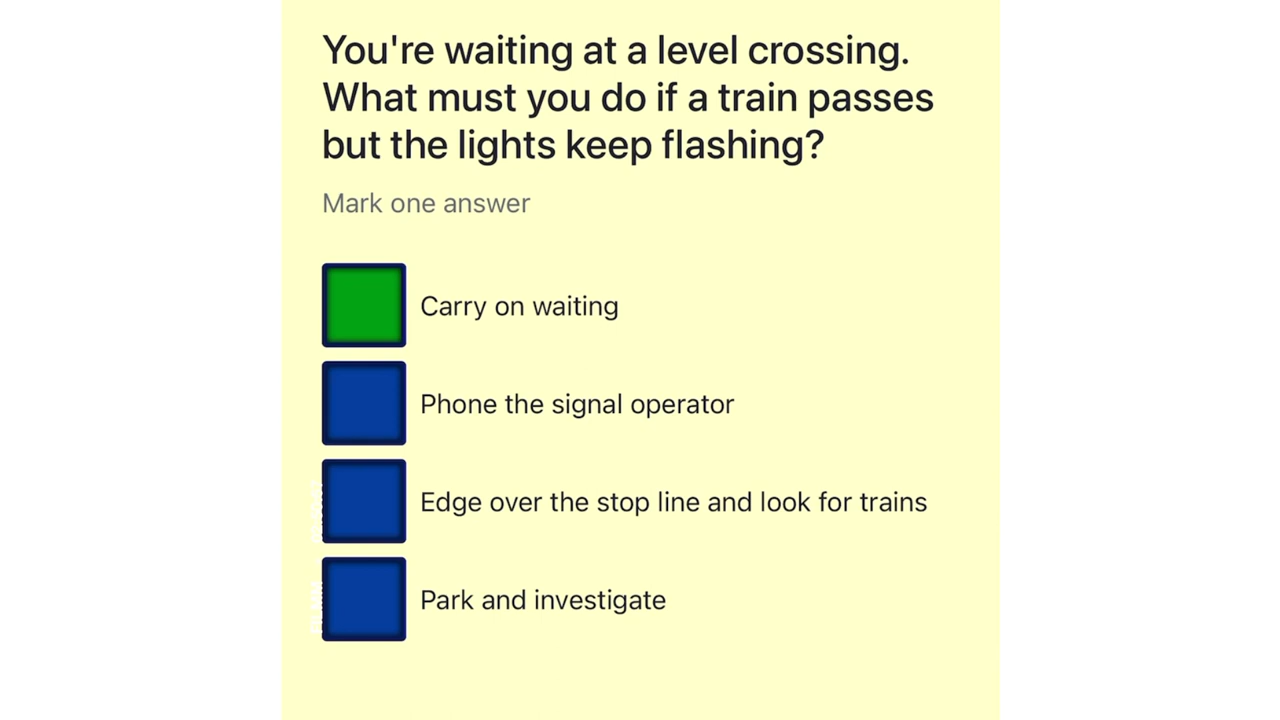 You're waiting at a level crossing.
What must you do if a train passes
but the lights keep flashing?
Mark one answer
Carry on waiting
Phone the signal operator
Edge over the stop line and look for trains
Park and investigate